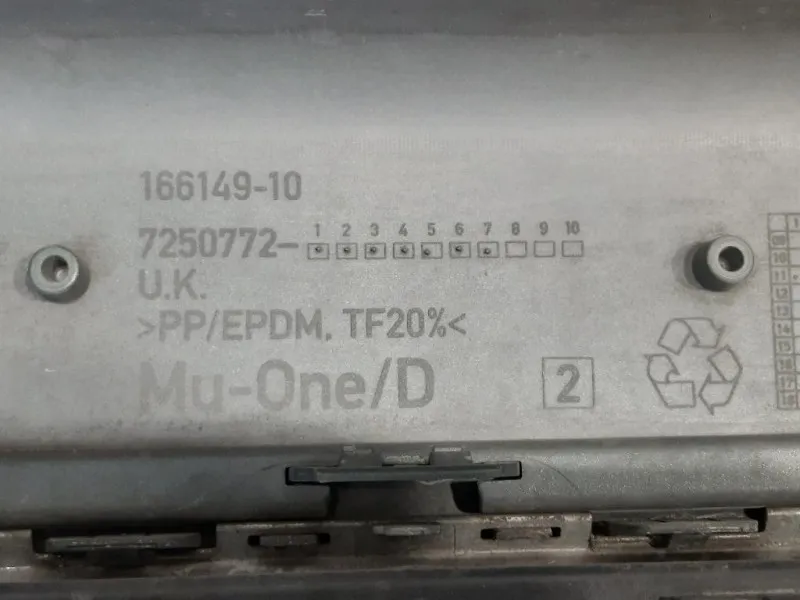 166149-10
1 2 3 4 5 6 7 8 9 10
7250772-
U.K.
>PP/EPDM, TF20%<
Mu-One/D
2